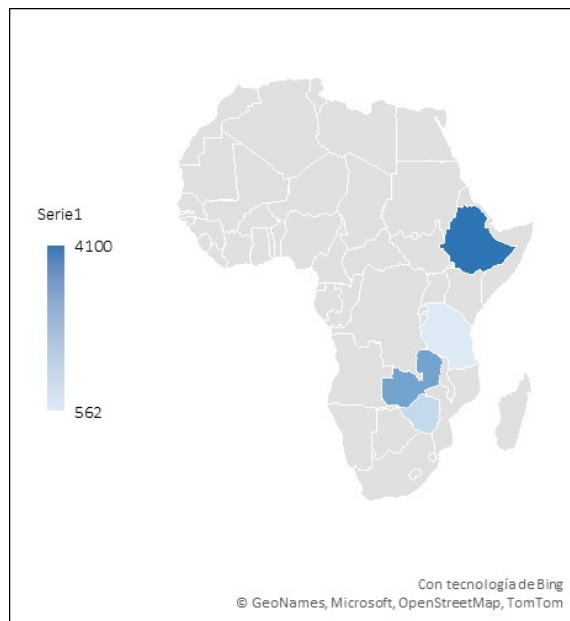 Serie1
4100
562
Con tecnología de Bing
© GeoNames, Microsoft, OpenStreetMap, TomTom